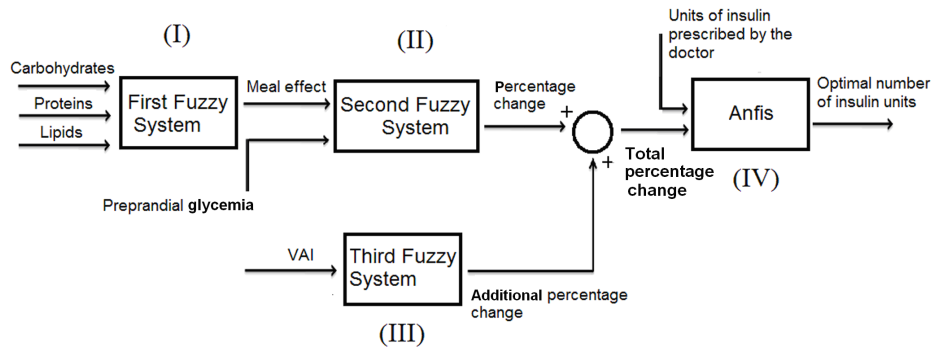 (I)
Carbohydrates
Proteins
Lipids
First Fuzzy
System
Meal effect
Preprandial glycemia
(II)
Second Fuzzy
System
Percentage
change
+
+
VAI
Third Fuzzy
System
(III)
Additional percentage
change
Total
percentage
change
Units of insulin
prescribed by the
doctor
Anfis
(IV)
Optimal number
of insulin units